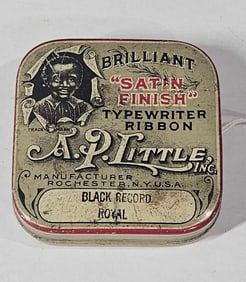 BRILLIANT
"SATIN
FINISH"
TYPEWRITER
RIBBON
TRADE MARK
A.P. LITTLE, INC.
MANUFACTURER
ROCHESTER, N.Y. U.S.A.
BLACK RECORD
ROYAL